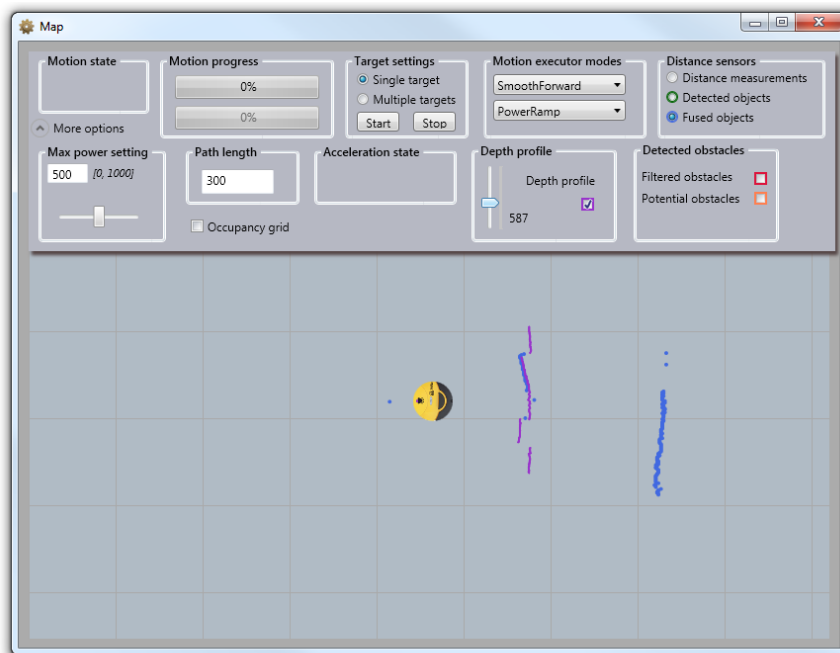 Map
Motion state
Motion progress
0%
0%
Target settings
Single target
Multiple targets
Start Stop
Motion executor modes
SmoothForward
PowerRamp
Distance sensors
Distance measurements
Detected objects
Fused objects
More options
Max power setting
500 [0, 1000]
Path length
300
Occupancy grid
Acceleration state
Depth profile
Depth profile
587
Detected obstacles
Filtered obstacles
Potential obstacles